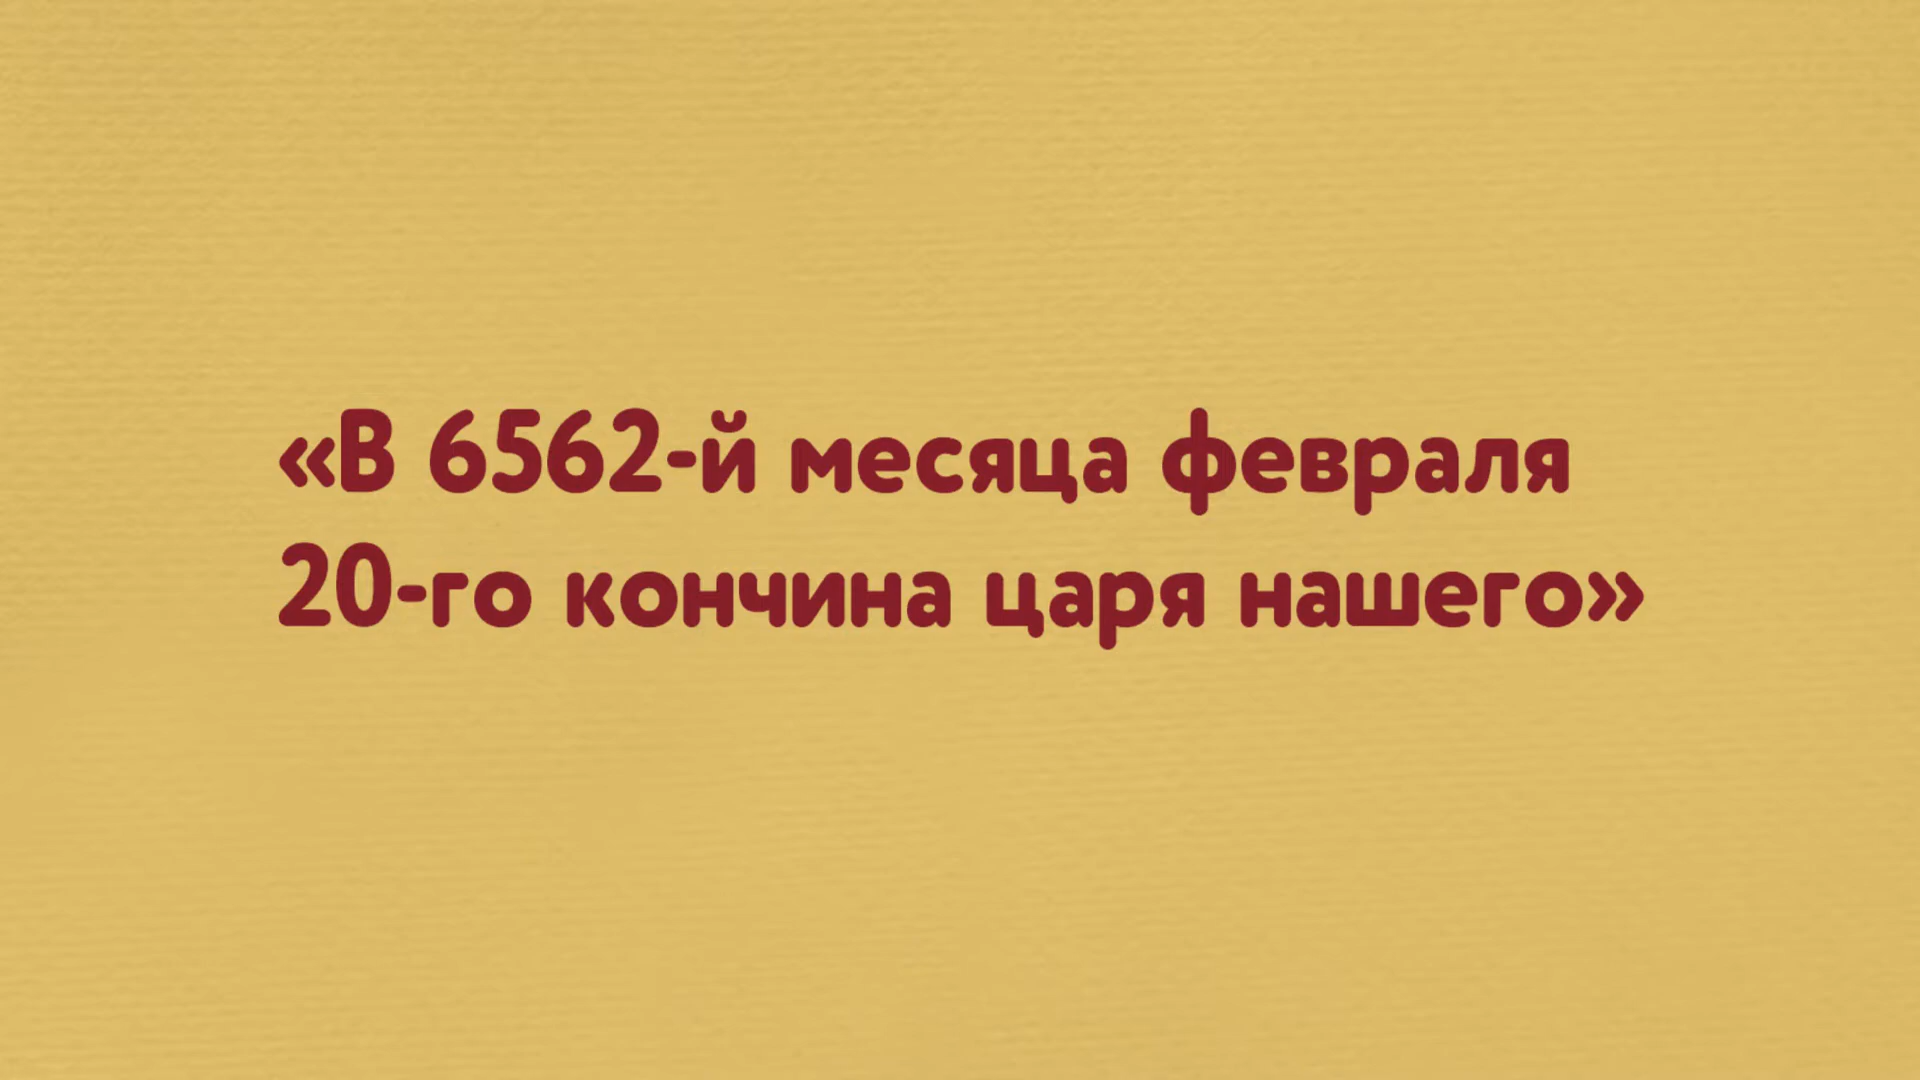 «В 6562-й месяца февраля
20-го кончина царя нашего»